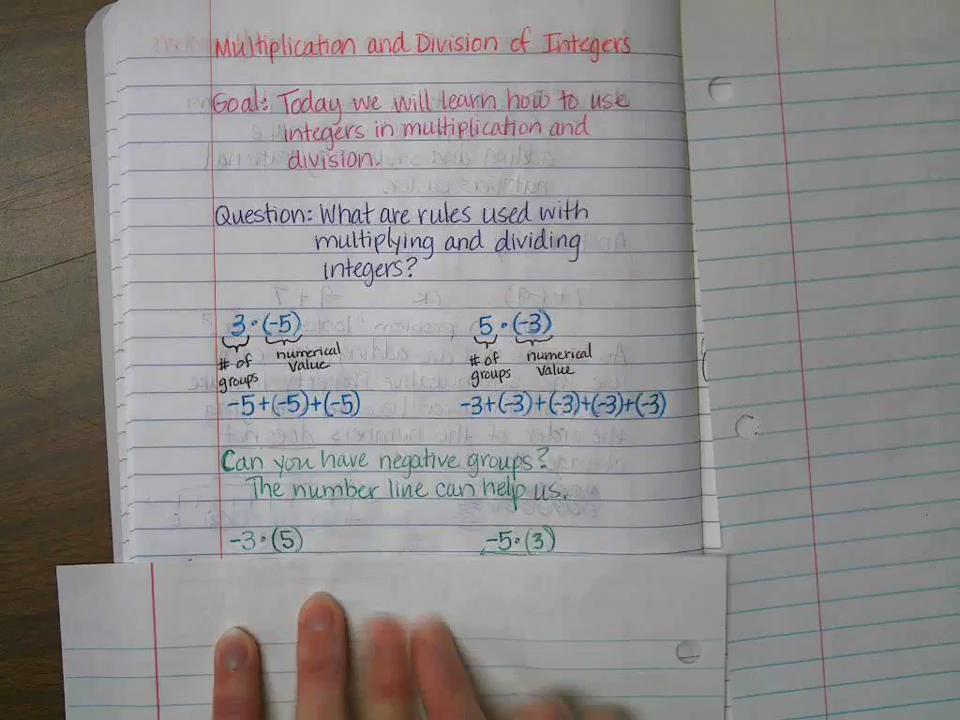 Multiplication and Division of Integers
Goal: Today we will learn how to use
integers in multiplication and
division.
Question: What are rules used with
multiplying and dividing
integers?
3 · (-5) 5 · (-3)
# of groups numerical value # of groups numerical value
-5+(-5)+(-5) -3+(-3)+(-3)+(-3)+(-3)
Can you have negative groups?
The number line can help us.
-3 · (5) -5 · (3)